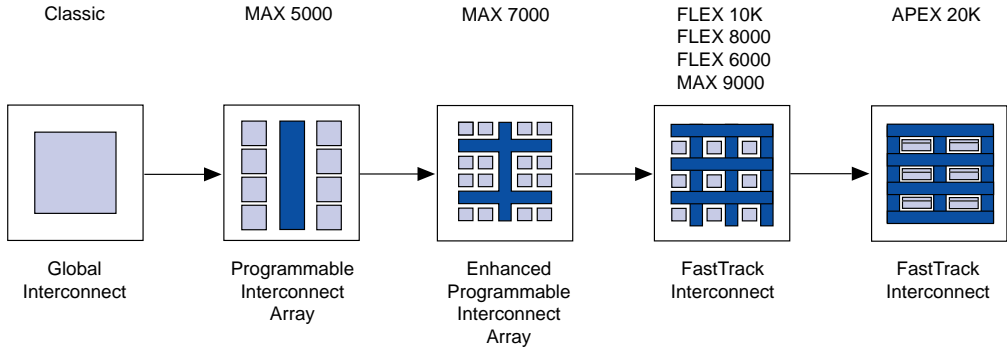 Classic
MAX 5000
MAX 7000
FLEX 10K
FLEX 8000
FLEX 6000
MAX 9000
APEX 20K
Global
Interconnect
Programmable
Interconnect
Array
Enhanced
Programmable
Interconnect
Array
FastTrack
Interconnect
FastTrack
Interconnect